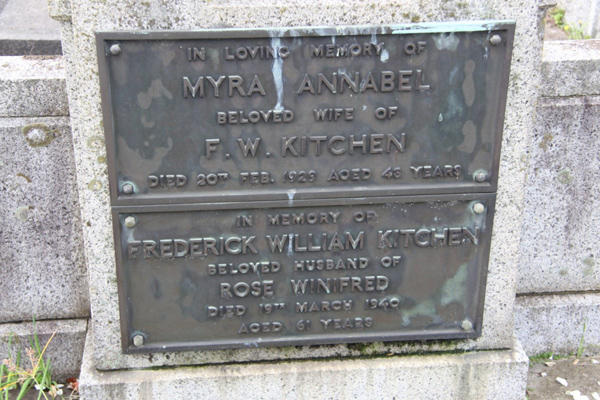 IN LOVING MEMORY OF
MYRA ANNABEL
BELOVED WIFE OF
F. W. KITCHEN
DIED 20TH FEB. 1929 AGED 43 YEARS
IN MEMORY OF
FREDERICK WILLIAM KITCHEN
BELOVED HUSBAND OF
ROSE WINIFRED
DIED 19TH MARCH 1940
AGED 61 YEARS